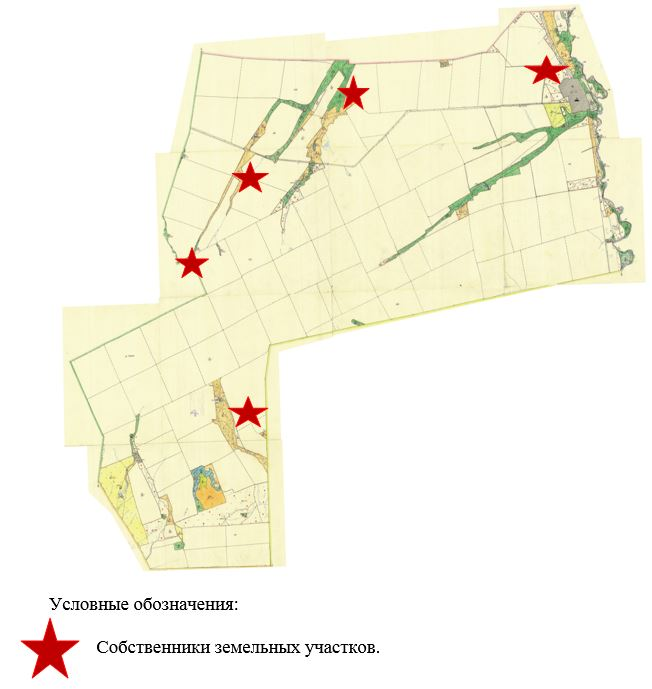 Условные обозначения:
Собственники земельных участков.